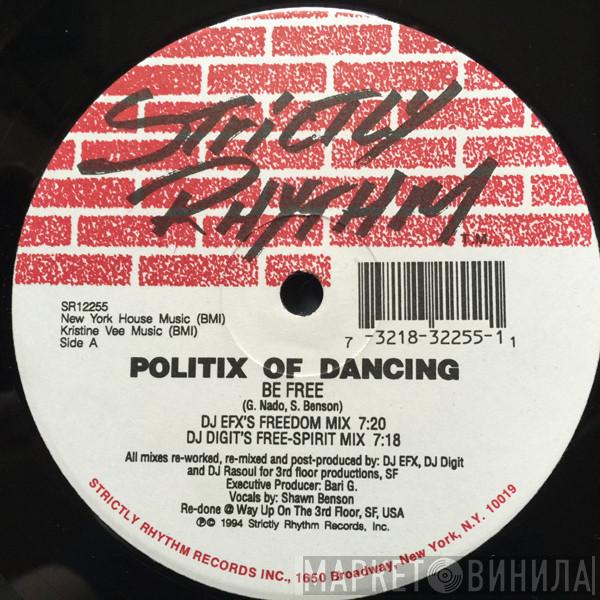 STRICTLY
RHYTHM
T.M.
SR12255
New York House Music (BMI)
Kristine Vee Music (BMI)
Side A
7 -3218-32255-1 1
POLITIX OF DANCING
BE FREE
(G. Nado, S. Benson)
DJ EFX'S FREEDOM MIX 7:20
DJ DIGIT'S FREE-SPIRIT MIX 7:18
All mixes re-worked, re-mixed and post-produced by: DJ EFX, DJ Digit
and DJ Rasoul for 3rd floor productions, SF
Executive Producer: Bari G.
Vocals by: Shawn Benson
Re-done @ Way Up On The 3rd Floor, SF, USA
℗© 1994 Strictly Rhythm Records, Inc.
STRICTLY RHYTHM RECORDS INC., 1650 Broadway, New York, N.Y. 10019
МАРКЕТ ВИНИЛА